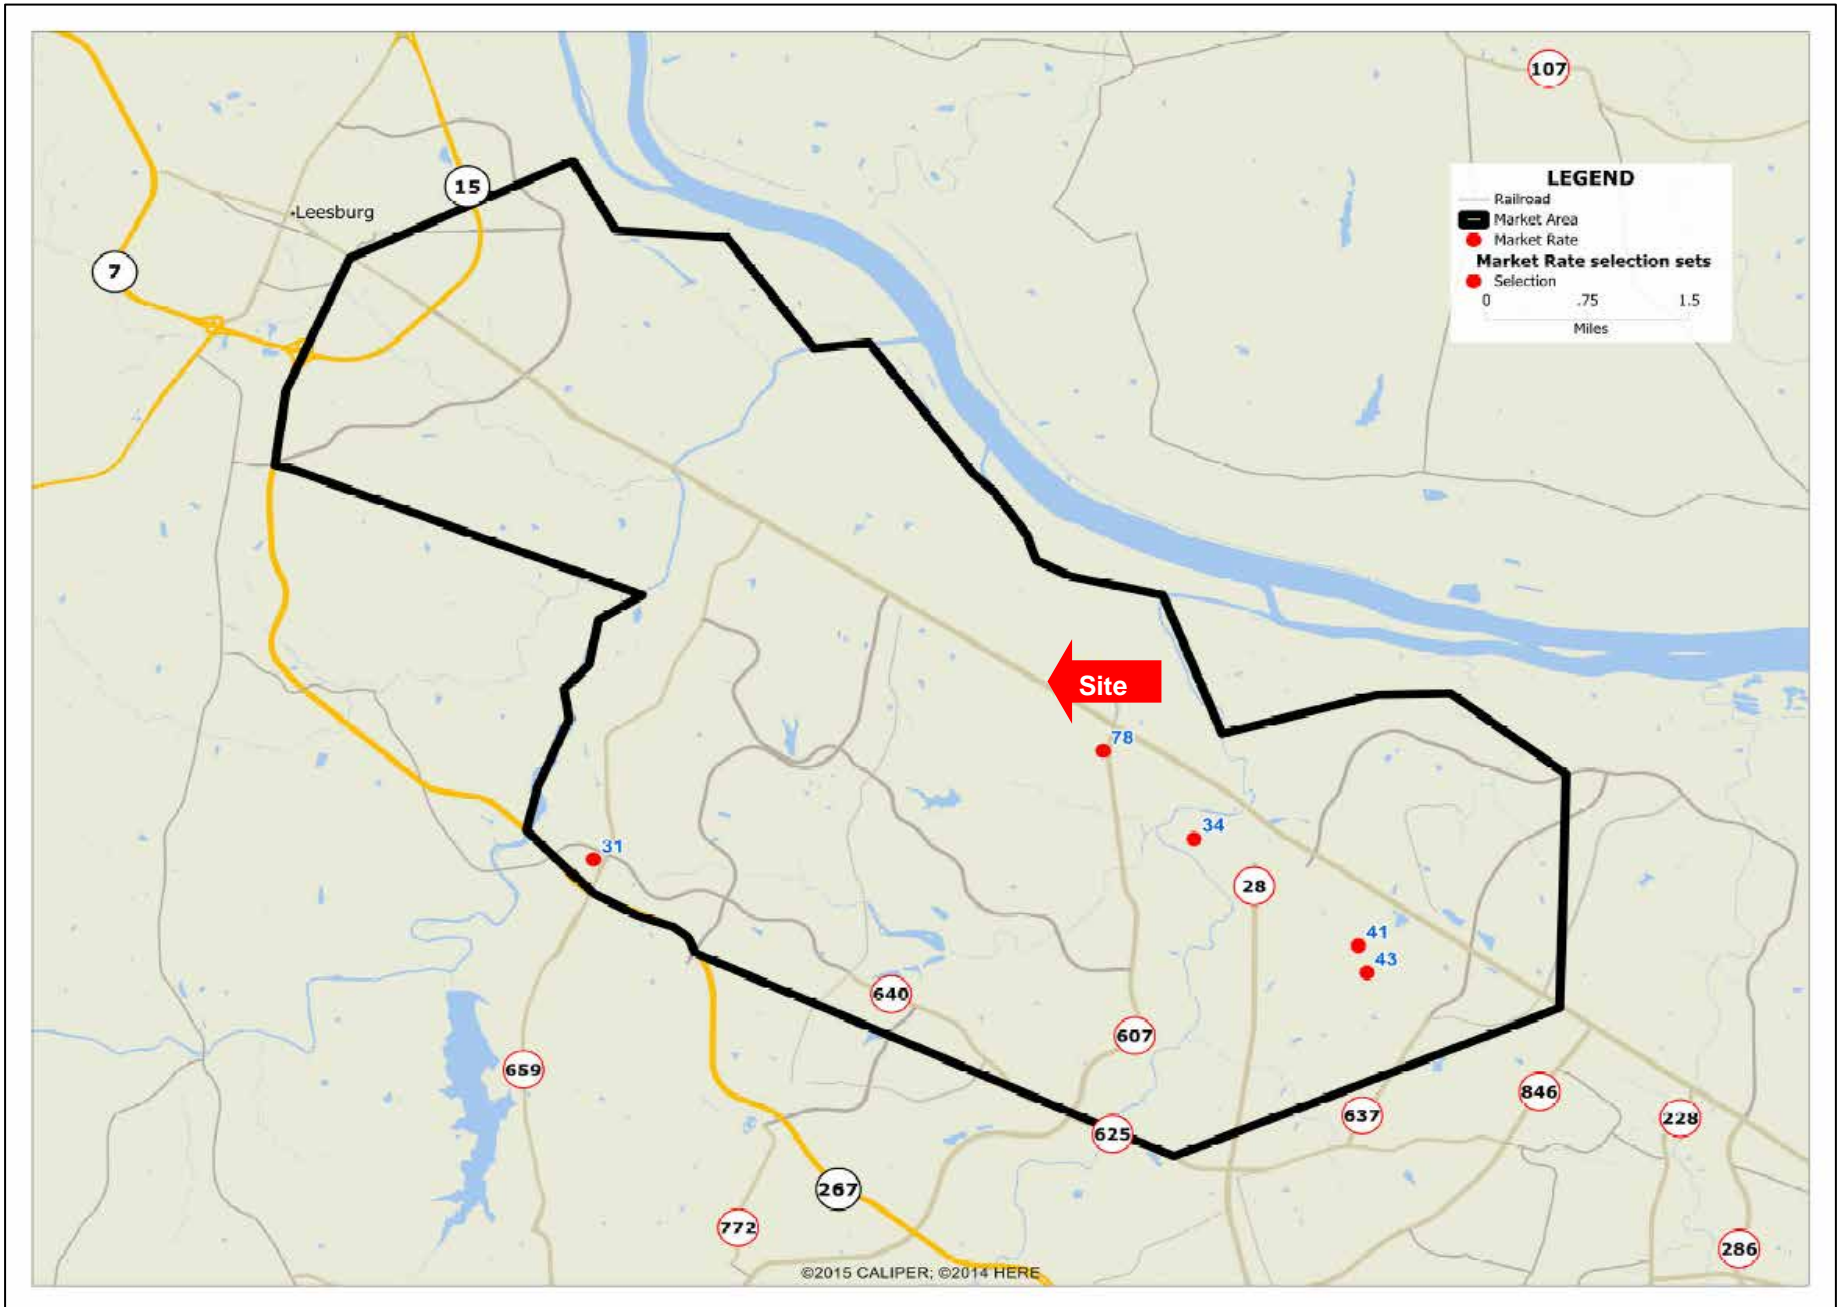 107
15
Leesburg
7
LEGEND
Railroad
Market Area
Market Rate
Market Rate selection sets
Selection
0 .75 1.5
Miles
Site
78
34
31
28
41
43
640
607
659
846
637
228
625
267
772
286
©2015 CALIPER; ©2014 HERE